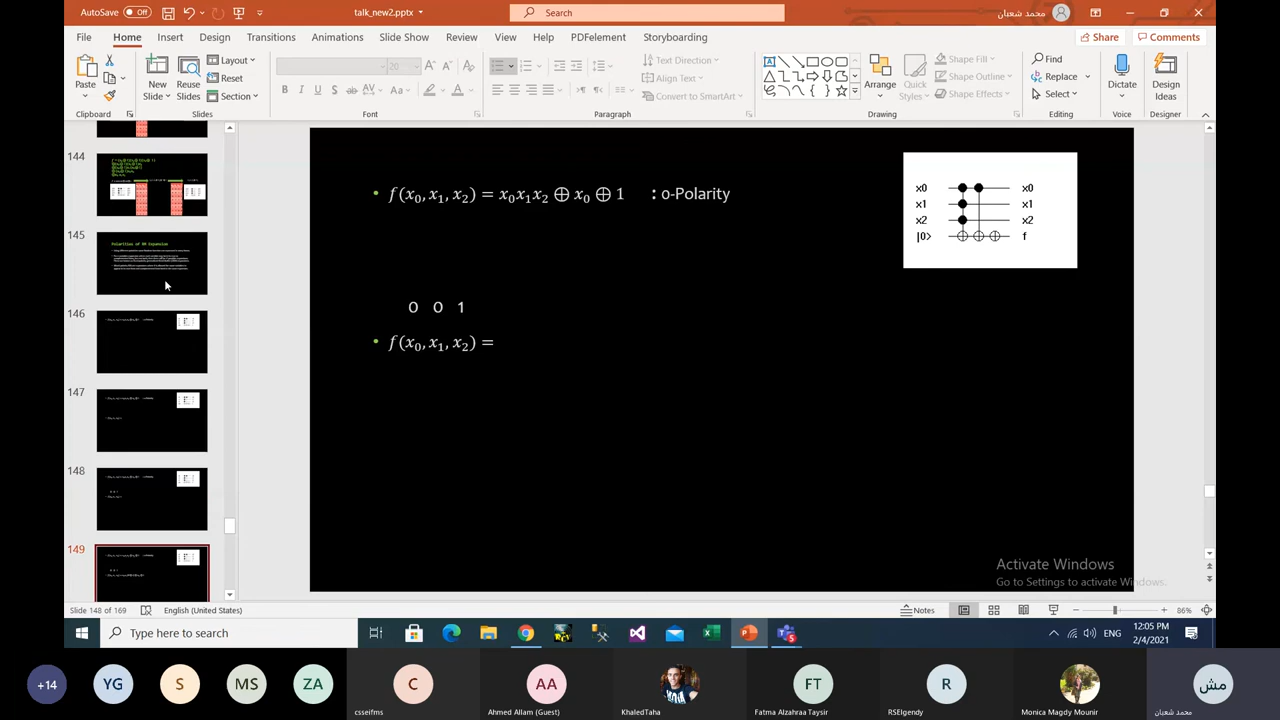 AutoSave Off talk_new2.pptx Search محمد شعبان
File Home Insert Design Transitions Animations Slide Show Review View Help PDFelement Storyboarding Share Comments
Paste New Slides Reuse Slides Layout Reset Section
20 B I U S ab AV Aa A
Text Direction Align Text Convert to SmartArt
Arrange Quick Styles Shape Fill Shape Outline Shape Effects
Find Replace Select Dictate Design Ideas
Clipboard Slides Font Paragraph Drawing Editing Voice Designer
144
145
Polarities of RM Expansion
146
147
148
149
• f(x₀, x₁, x₂) = x₀x₁x₂ ⊕ x₀ ⊕ 1 : 0-Polarity
x0 x0
x1 x1
x2 x2
|0> f
0 0 1
• f(x₀, x₁, x₂) =
Activate Windows
Go to Settings to activate Windows.
Slide 148 of 169 English (United States) Notes 86%
Type here to search ENG 12:05 PM
2/4/2021
+14 YG S MS ZA C AA FT R مش
csseifms Ahmed Allam (Guest) KhaledTaha Fatma Alzahraa Taysir RSElgendy Monica Magdy Mounir محمد شعبان